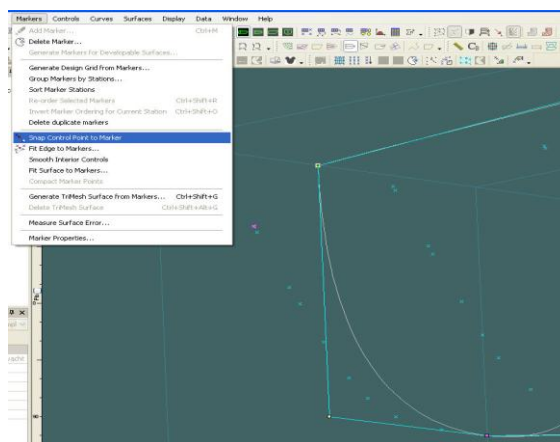 Markers Controls Curves Surfaces Display Data Window Help
Add Marker... Ctrl+M
Delete Marker...
Generate Markers for Developable Surfaces...
Generate Design Grid from Markers...
Group Markers by Stations...
Sort Marker Stations
Re-order Selected Markers Ctrl+Shift+R
Invert Marker Ordering for Current Station Ctrl+Shift+O
Delete duplicate markers
Snap Control Point to Marker
Fit Edge to Markers...
Smooth Interior Controls
Fit Surface to Markers...
Compact Marker Points
Generate TriMesh Surface from Markers... Ctrl+Shift+G
Delete TriMesh Surface Ctrl+Shift+Alt+G
Measure Surface Error...
Marker Properties...